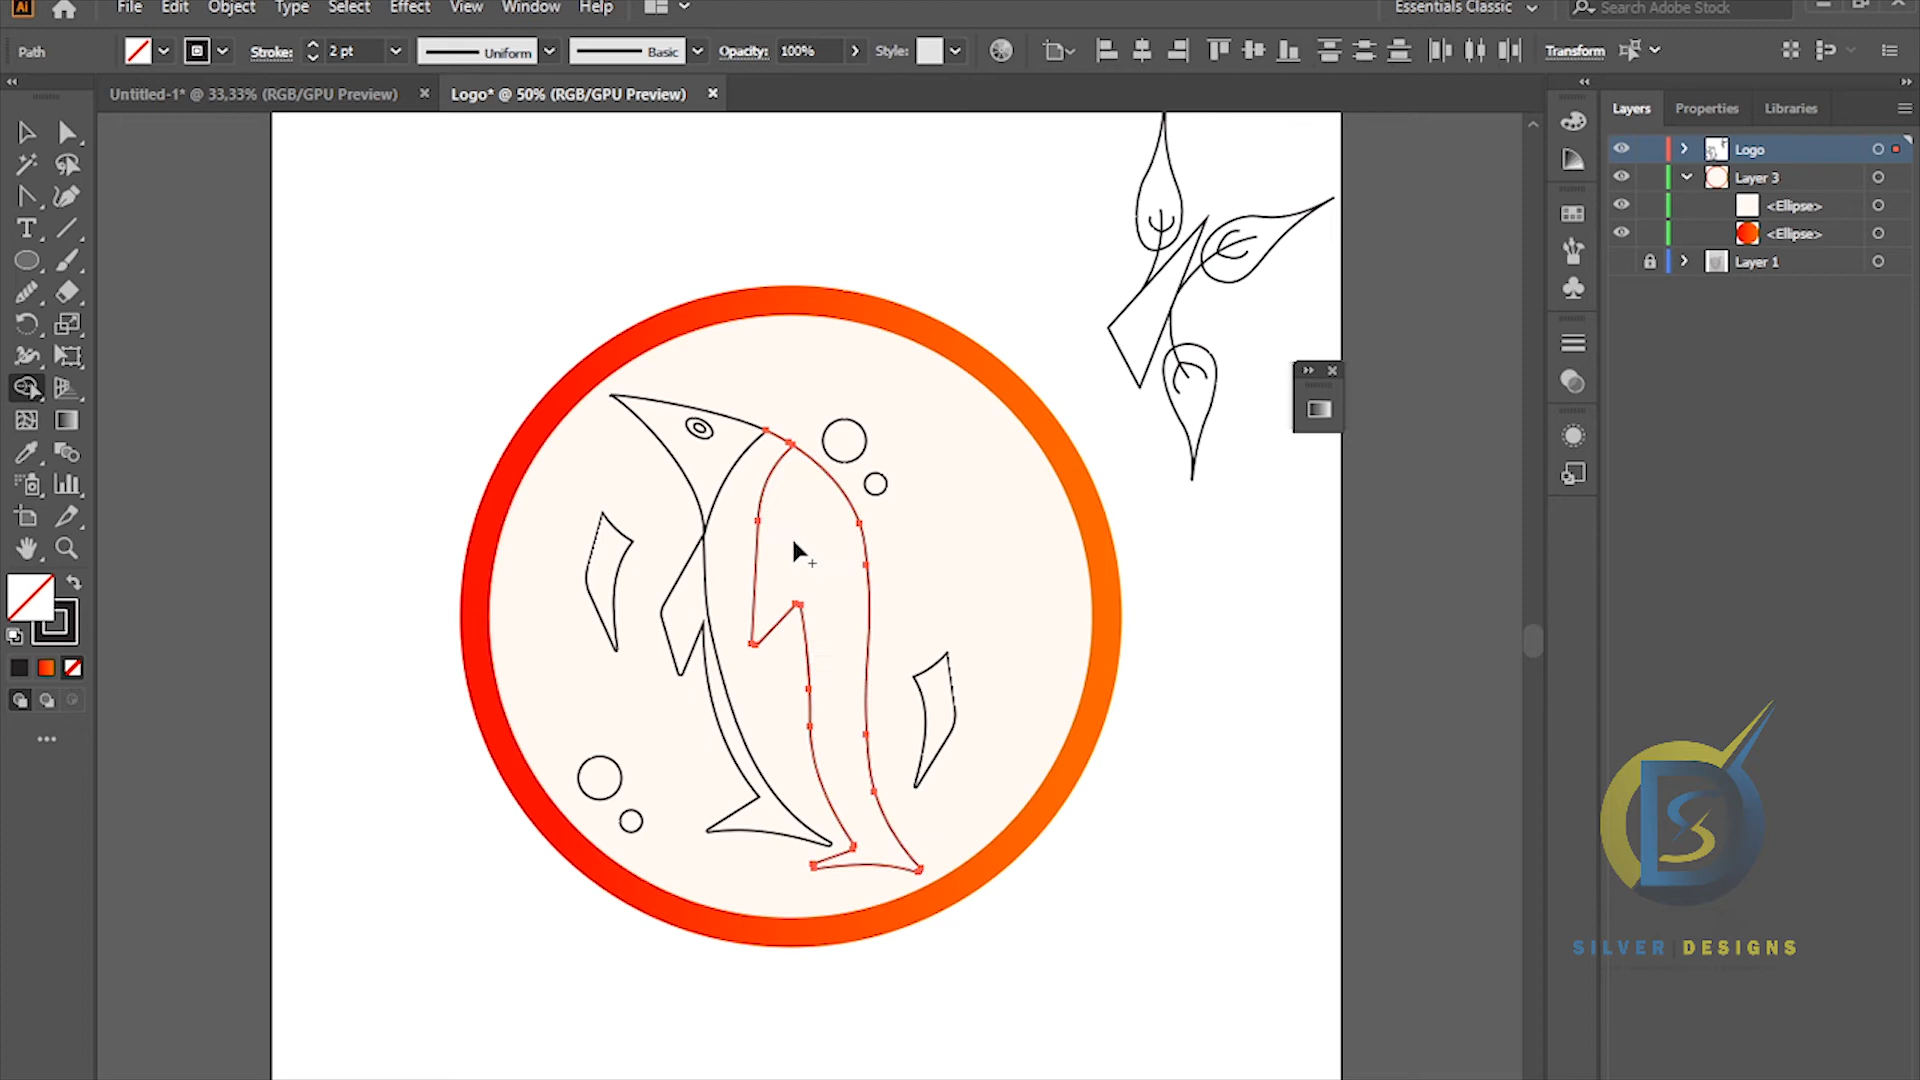 Ai File Edit Object Type Select Effect View Window Help Essentials Classic Search Adobe Stock
Path Stroke: 2 pt Uniform Basic Opacity: 100% Style: Transform
Untitled-1* @ 33,33% (RGB/GPU Preview) Logo* @ 50% (RGB/GPU Preview)
Layers Properties Libraries
Logo
Layer 3
<Ellipse>
<Ellipse>
Layer 1
SILVER DESIGNS